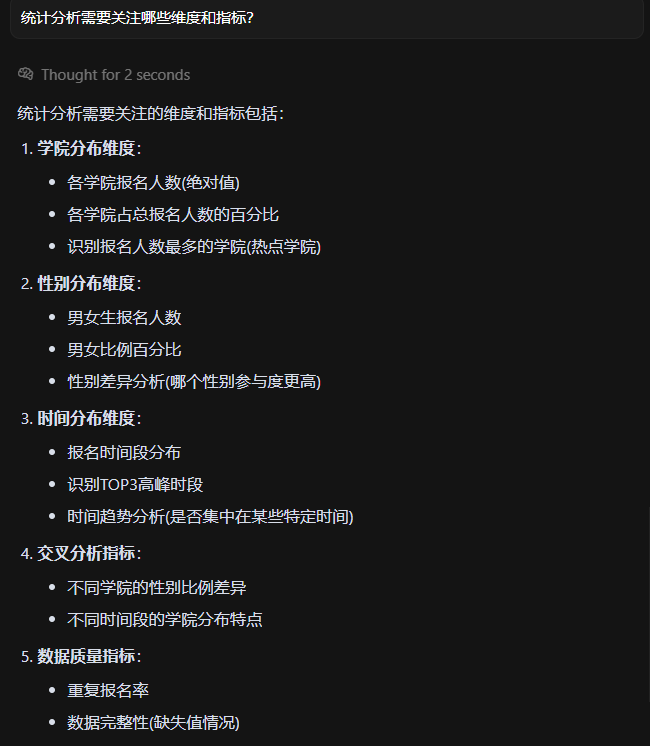 统计分析需要关注哪些维度和指标?
Thought for 2 seconds
统计分析需要关注的维度和指标包括：
1. 学院分布维度：
• 各学院报名人数(绝对值)
• 各学院占总报名人数的百分比
• 识别报名人数最多的学院(热点学院)
2. 性别分布维度：
• 男女生报名人数
• 男女比例百分比
• 性别差异分析(哪个性别参与度更高)
3. 时间分布维度：
• 报名时间段分布
• 识别TOP3高峰时段
• 时间趋势分析(是否集中在某些特定时间)
4. 交叉分析指标：
• 不同学院的性别比例差异
• 不同时间段的学院分布特点
5. 数据质量指标：
• 重复报名率
• 数据完整性(缺失值情况)